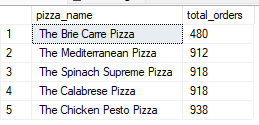 pizza_name total_orders
1 The Brie Carre Pizza 480
2 The Mediterranean Pizza 912
3 The Spinach Supreme Pizza 918
4 The Calabrese Pizza 918
5 The Chicken Pesto Pizza 938